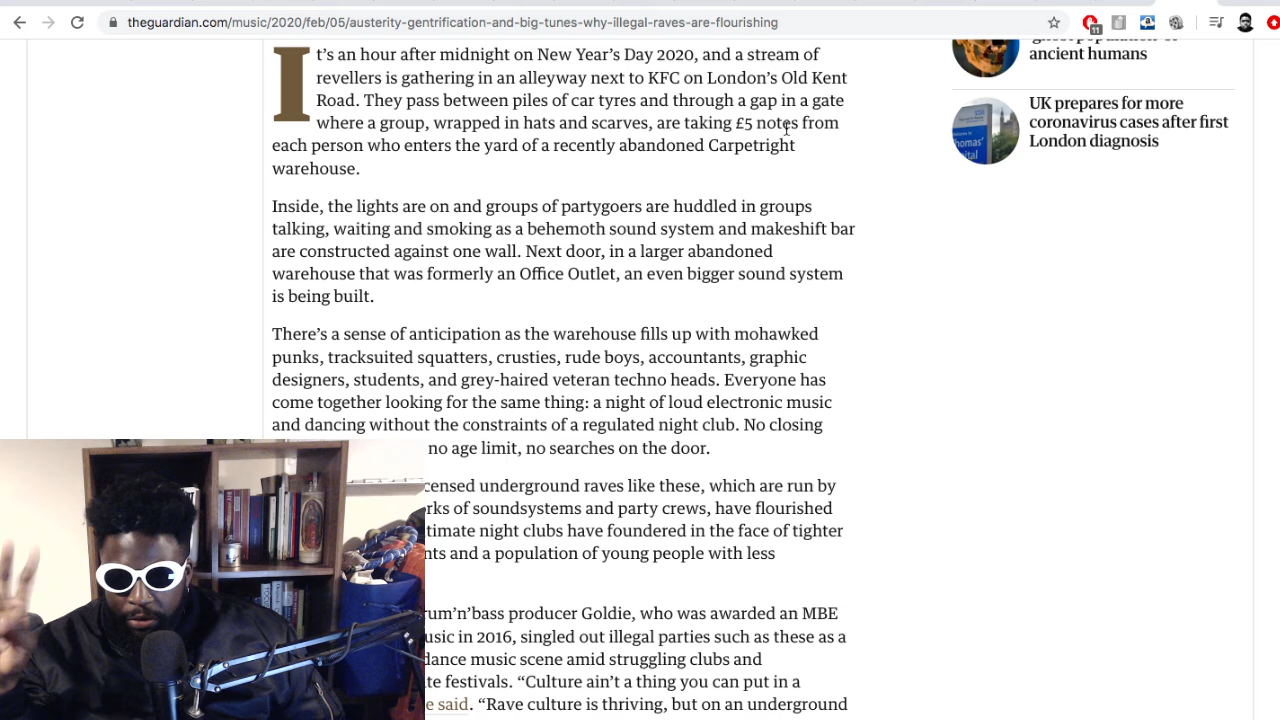 theguardian.com/music/2020/feb/05/austerity-gentrification-and-big-tunes-why-illegal-raves-are-flourishing
11
It's an hour after midnight on New Year's Day 2020, and a stream of
revellers is gathering in an alleyway next to KFC on London's Old Kent
Road. They pass between piles of car tyres and through a gap in a gate
where a group, wrapped in hats and scarves, are taking £5 notes from
each person who enters the yard of a recently abandoned Carpetright
warehouse.
Inside, the lights are on and groups of partygoers are huddled in groups
talking, waiting and smoking as a behemoth sound system and makeshift bar
are constructed against one wall. Next door, in a larger abandoned
warehouse that was formerly an Office Outlet, an even bigger sound system
is being built.
There's a sense of anticipation as the warehouse fills up with mohawked
punks, tracksuited squatters, crusties, rude boys, accountants, graphic
designers, students, and grey-haired veteran techno heads. Everyone has
come together looking for the same thing: a night of loud electronic music
and dancing without the constraints of a regulated night club. No closing
no age limit, no searches on the door.
censed underground raves like these, which are run by
rks of soundsystems and party crews, have flourished
timate night clubs have foundered in the face of tighter
nts and a population of young people with less
rum'n'bass producer Goldie, who was awarded an MBE
usic in 2016, singled out illegal parties such as these as a
dance music scene amid struggling clubs and
te festivals. "Culture ain't a thing you can put in a
e said. "Rave culture is thriving, but on an underground
ancient humans
UK prepares for more
coronavirus cases after first
London diagnosis